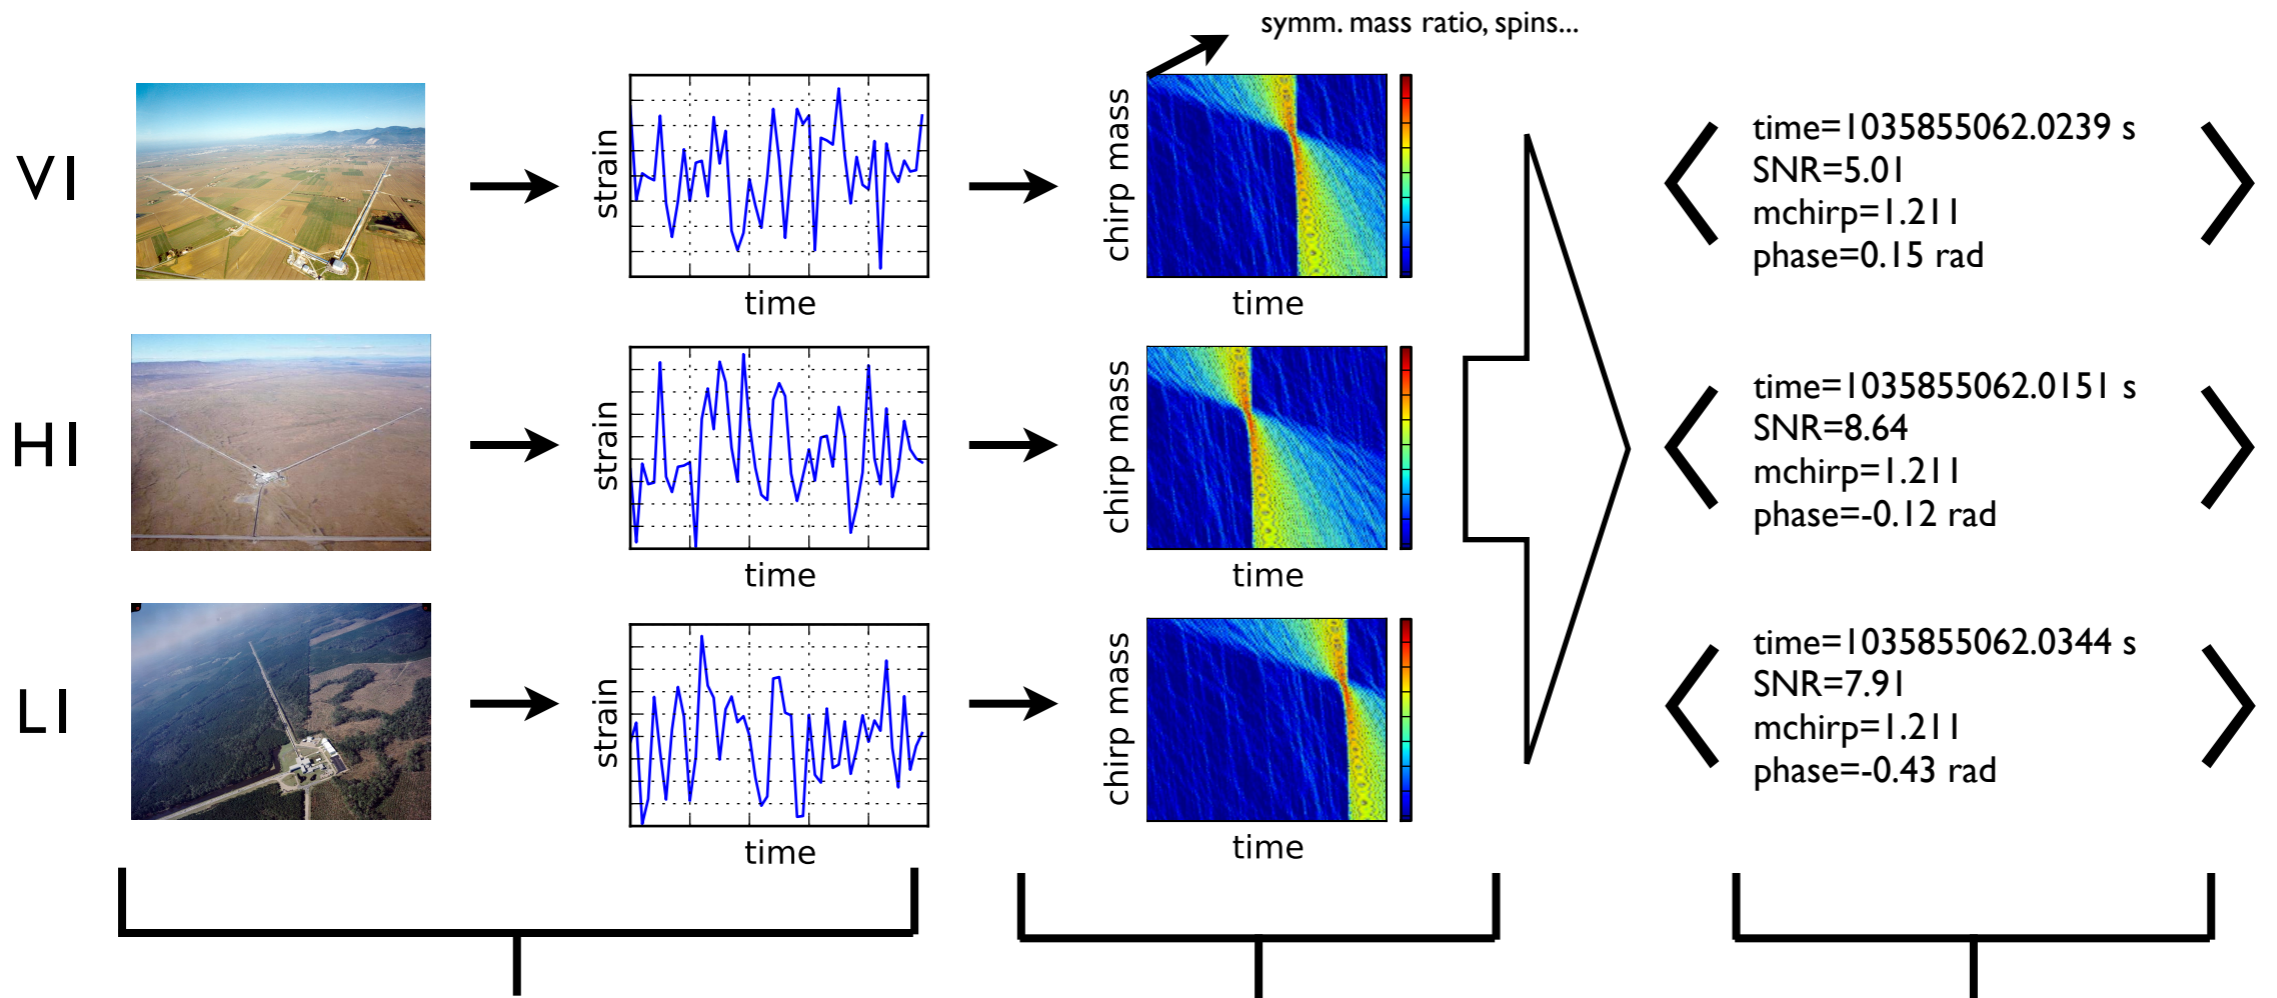 symm. mass ratio, spins...
V1
strain
time
chirp mass
time
time=1035855062.0239 s
SNR=5.01
mchirp=1.211
phase=0.15 rad
H1
strain
time
chirp mass
time
time=1035855062.0151 s
SNR=8.64
mchirp=1.211
phase=-0.12 rad
L1
strain
time
chirp mass
time
time=1035855062.0344 s
SNR=7.91
mchirp=1.211
phase=-0.43 rad